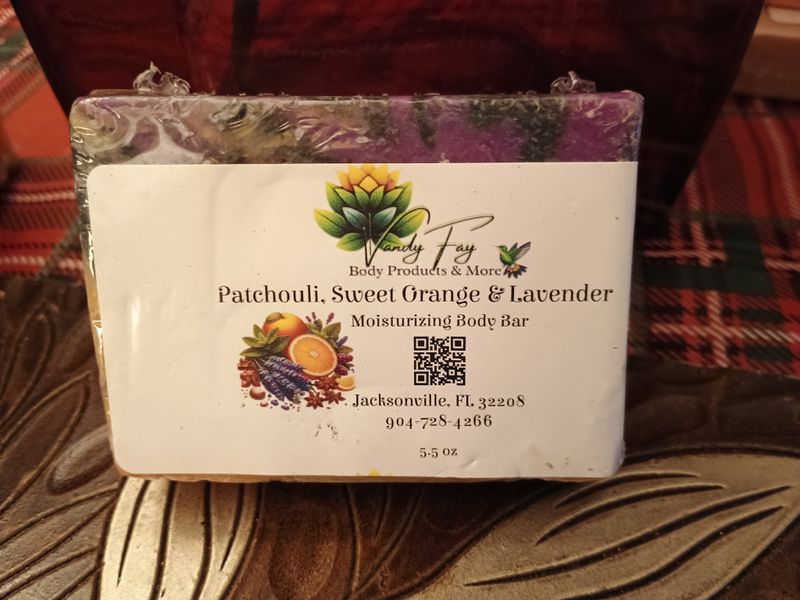 Vandy Fay
Body Products & More
Patchouli, Sweet Orange & Lavender
Moisturizing Body Bar
Jacksonville, FL 32208
904-728-4266
5.5 oz